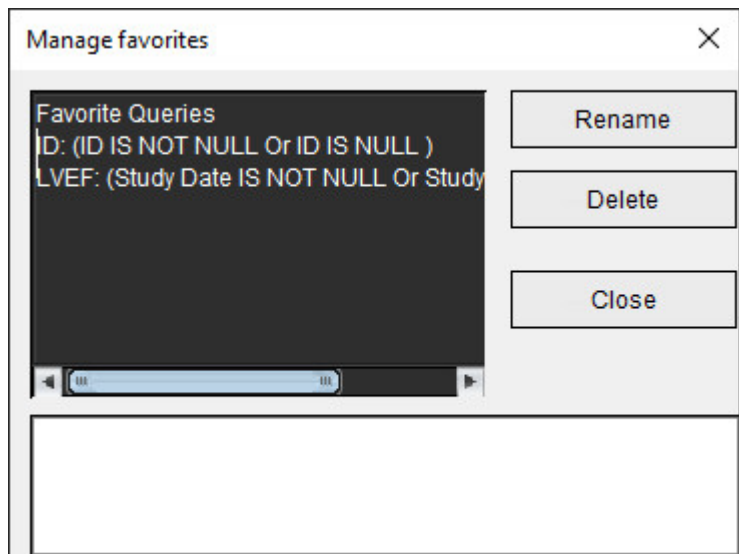 Manage favorites
Favorite Queries
ID: (ID IS NOT NULL Or ID IS NULL )
LVEF: (Study Date IS NOT NULL Or Study
Rename
Delete
Close